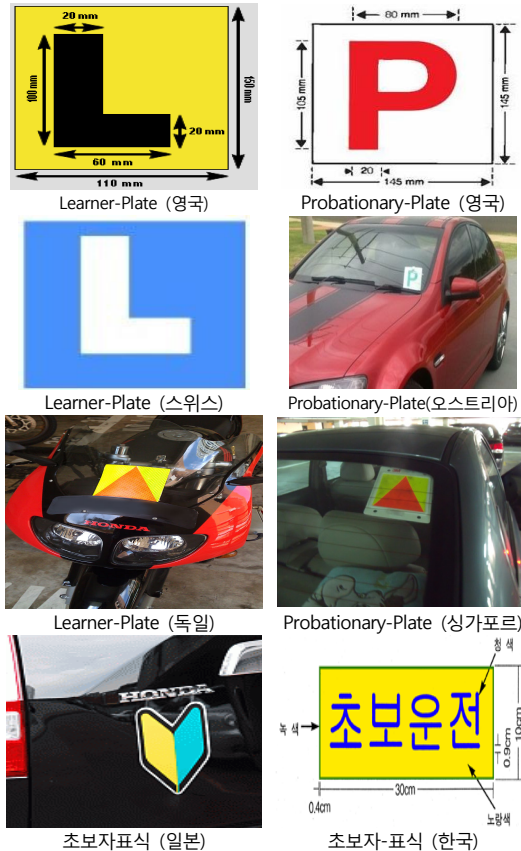 20 mm
100 mm
150 mm
20 mm
60 mm
110 mm
Learner-Plate (영국)
80 mm
P
105 mm
145 mm
20
145 mm
Probationary-Plate (영국)
L
Learner-Plate (스위스)
P
Probationary-Plate(오스트리아)
HONDA
Learner-Plate (독일)
Probationary-Plate (싱가포르)
HONDA
초보자표식 (일본)
청색
녹색
초보운전
0.9cm
10cm
노랑색
30cm
0.4cm
초보자-표식 (한국)